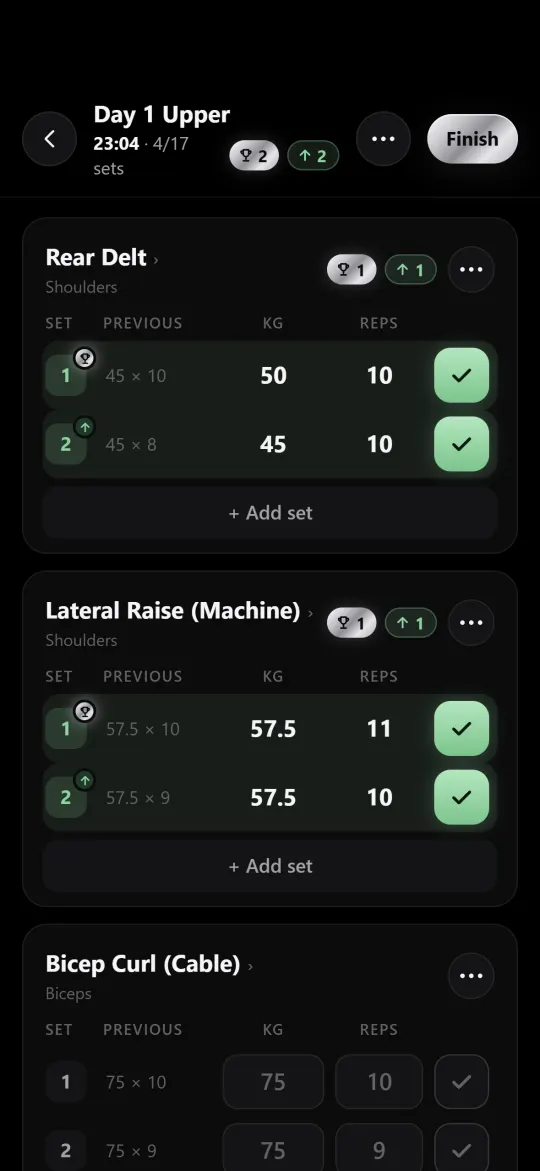 Day 1 Upper
23:04 · 4/17
sets
2
↑ 2
Finish
Rear Delt ›
1
↑ 1
Shoulders
SET PREVIOUS KG REPS
1 45 × 10 50 10
2 45 × 8 45 10
+ Add set
Lateral Raise (Machine) ›
1
↑ 1
Shoulders
SET PREVIOUS KG REPS
1 57.5 × 10 57.5 11
2 57.5 × 9 57.5 10
+ Add set
Bicep Curl (Cable) ›
Biceps
SET PREVIOUS KG REPS
1 75 × 10 75 10
2 75 × 9 75 9